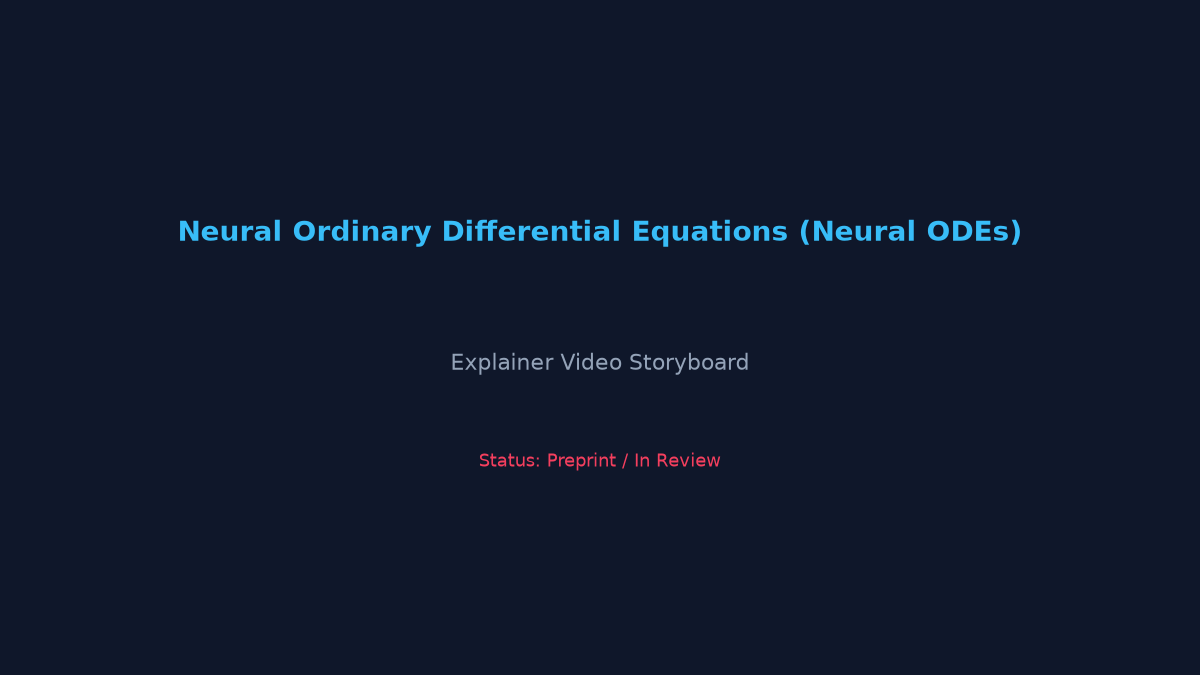 Neural Ordinary Differential Equations (Neural ODEs)
Explainer Video Storyboard
Status: Preprint / In Review